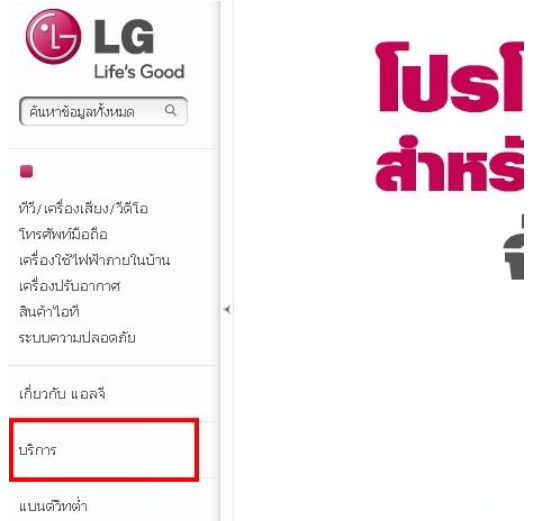 LG
Life's Good
ค้นหาข้อมูลทั้งหมด
ทีวี/เครื่องเสียง/วีดีโอ
โทรศัพท์มือถือ
เครื่องใช้ไฟฟ้าภายในบ้าน
เครื่องปรับอากาศ
สินค้าไอที
ระบบความปลอดภัย
เกี่ยวกับ แอลจี
บริการ
แบนด์วิทต่ำ
โปรโ
สำหรั